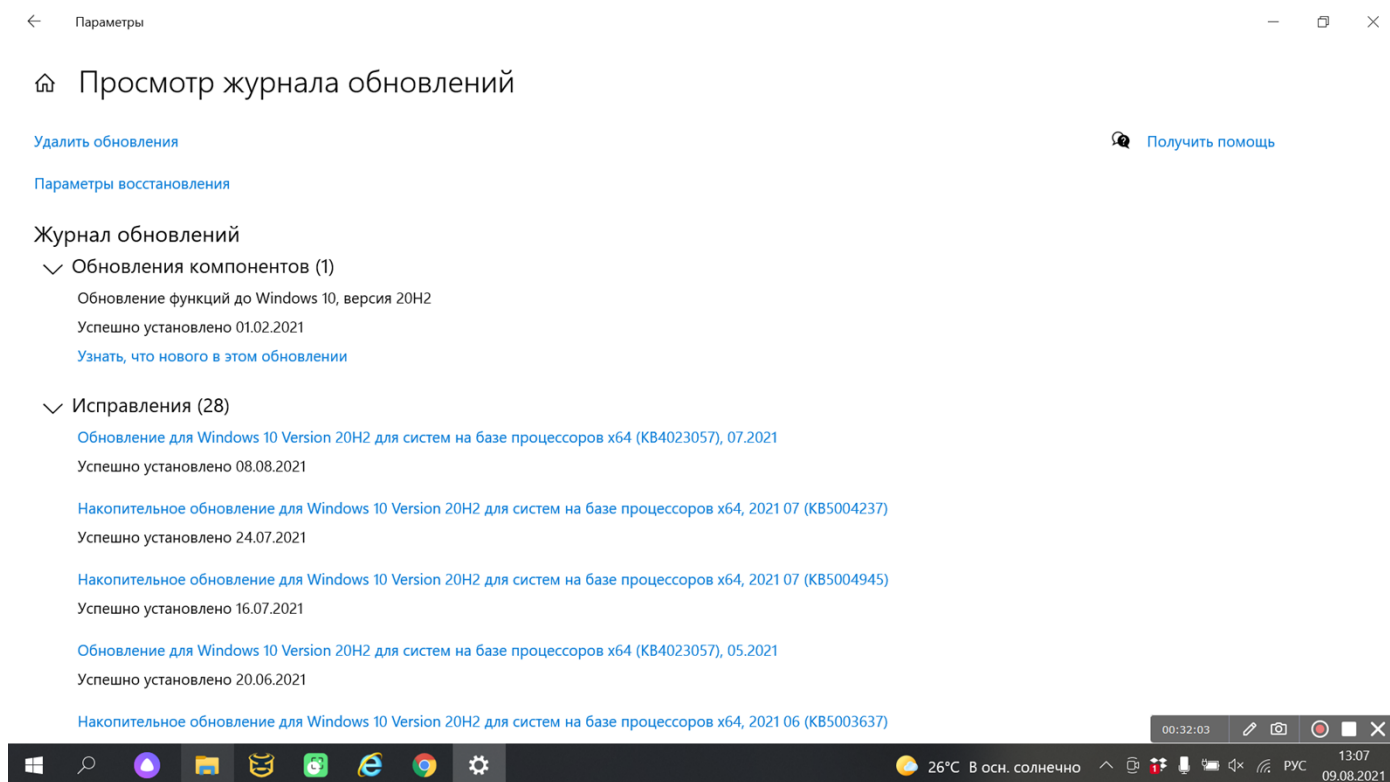 Параметры
Просмотр журнала обновлений
Удалить обновления
Получить помощь
Параметры восстановления
Журнал обновлений
Обновления компонентов (1)
Обновление функций до Windows 10, версия 20H2
Успешно установлено 01.02.2021
Узнать, что нового в этом обновлении
Исправления (28)
Обновление для Windows 10 Version 20H2 для систем на базе процессоров x64 (KB4023057), 07.2021
Успешно установлено 08.08.2021
Накопительное обновление для Windows 10 Version 20H2 для систем на базе процессоров x64, 2021 07 (KB5004237)
Успешно установлено 24.07.2021
Накопительное обновление для Windows 10 Version 20H2 для систем на базе процессоров x64, 2021 07 (KB5004945)
Успешно установлено 16.07.2021
Обновление для Windows 10 Version 20H2 для систем на базе процессоров x64 (KB4023057), 05.2021
Успешно установлено 20.06.2021
Накопительное обновление для Windows 10 Version 20H2 для систем на базе процессоров x64, 2021 06 (KB5003637)
00:32:03
26°C В осн. солнечно
РУС
13:07
09.08.2021